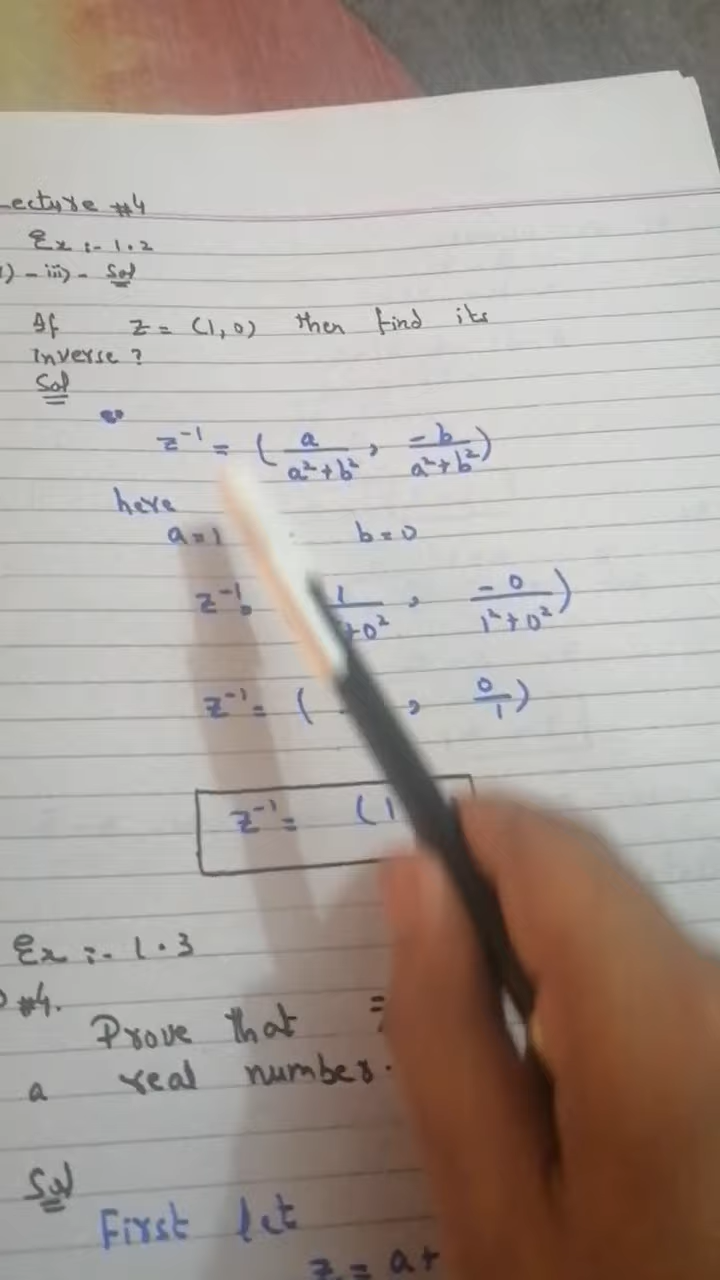 Lecture #4
Ex :- 1.2
) - iii) - Sol
If z = (1,0) then find its
inverse ?
Sol
z⁻¹ = ( a/(a²+b²) , -b/(a²+b²) )
here
a = 1 b = 0
z⁻¹ 1/ +0² , -0/(1²+0²) )
z⁻¹ = ( , 0/1 )
z⁻¹ = (1
Ex :- 1.3
#4.
Prove that
a real number.
Sol
First let
z = a+